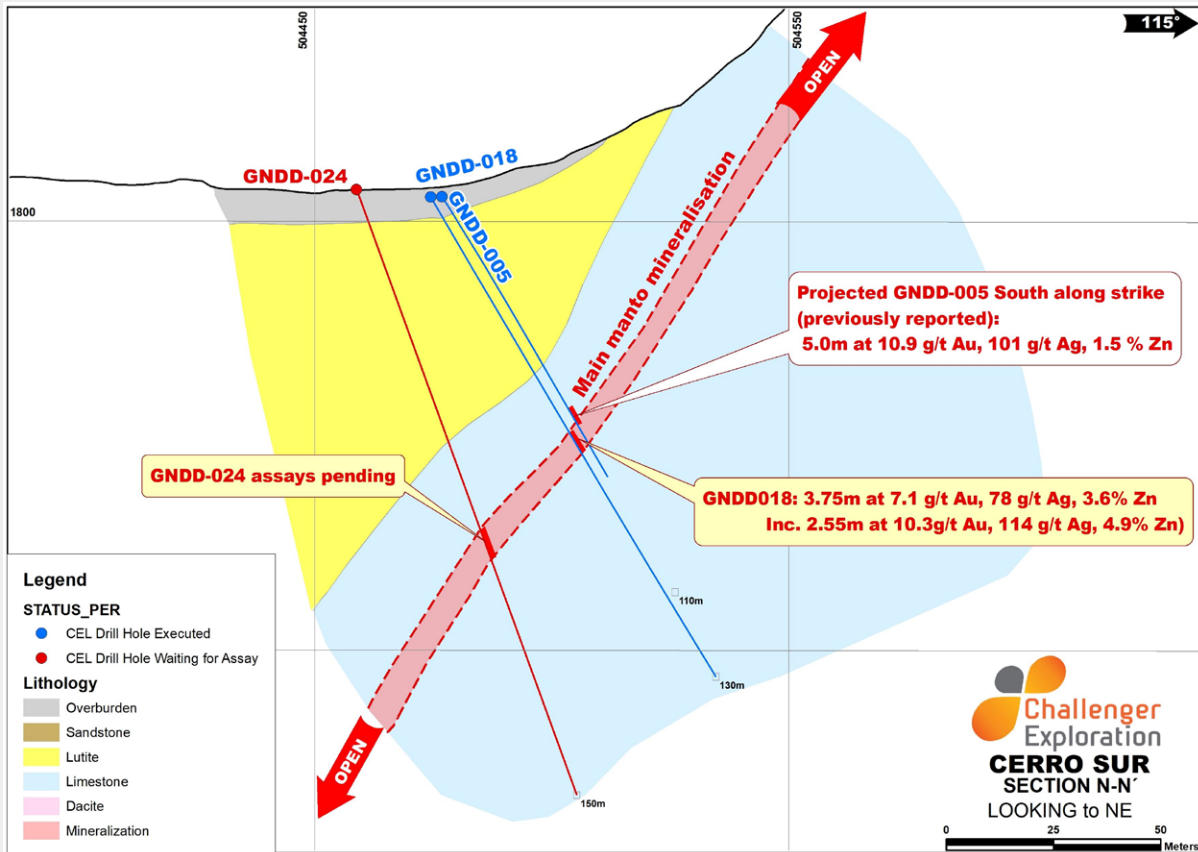 504450
504550
115°
OPEN
GNDD-024
GNDD-018
GNDD-005
1800
Main manto mineralisation
Projected GNDD-005 South along strike
(previously reported):
5.0m at 10.9 g/t Au, 101 g/t Ag, 1.5 % Zn
GNDD-024 assays pending
GNDD018: 3.75m at 7.1 g/t Au, 78 g/t Ag, 3.6% Zn
Inc. 2.55m at 10.3g/t Au, 114 g/t Ag, 4.9% Zn)
110m
130m
150m
OPEN
Legend
STATUS_PER
CEL Drill Hole Executed
CEL Drill Hole Waiting for Assay
Lithology
Overburden
Sandstone
Lutite
Limestone
Dacite
Mineralization
Challenger
Exploration
CERRO SUR
SECTION N-N´
LOOKING to NE
0 25 50
Meters